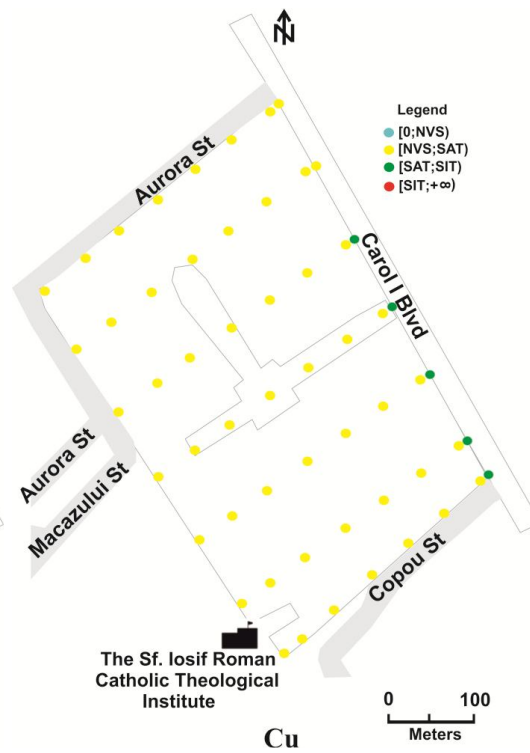 N
Legend
[0;NVS)
[NVS;SAT)
[SAT;SIT)
[SIT;+∞)
Aurora St
Carol I Blvd
Aurora St
Macazului St
Copou St
The Sf. Iosif Roman
Catholic Theological
Institute
0 100
Meters
Cu